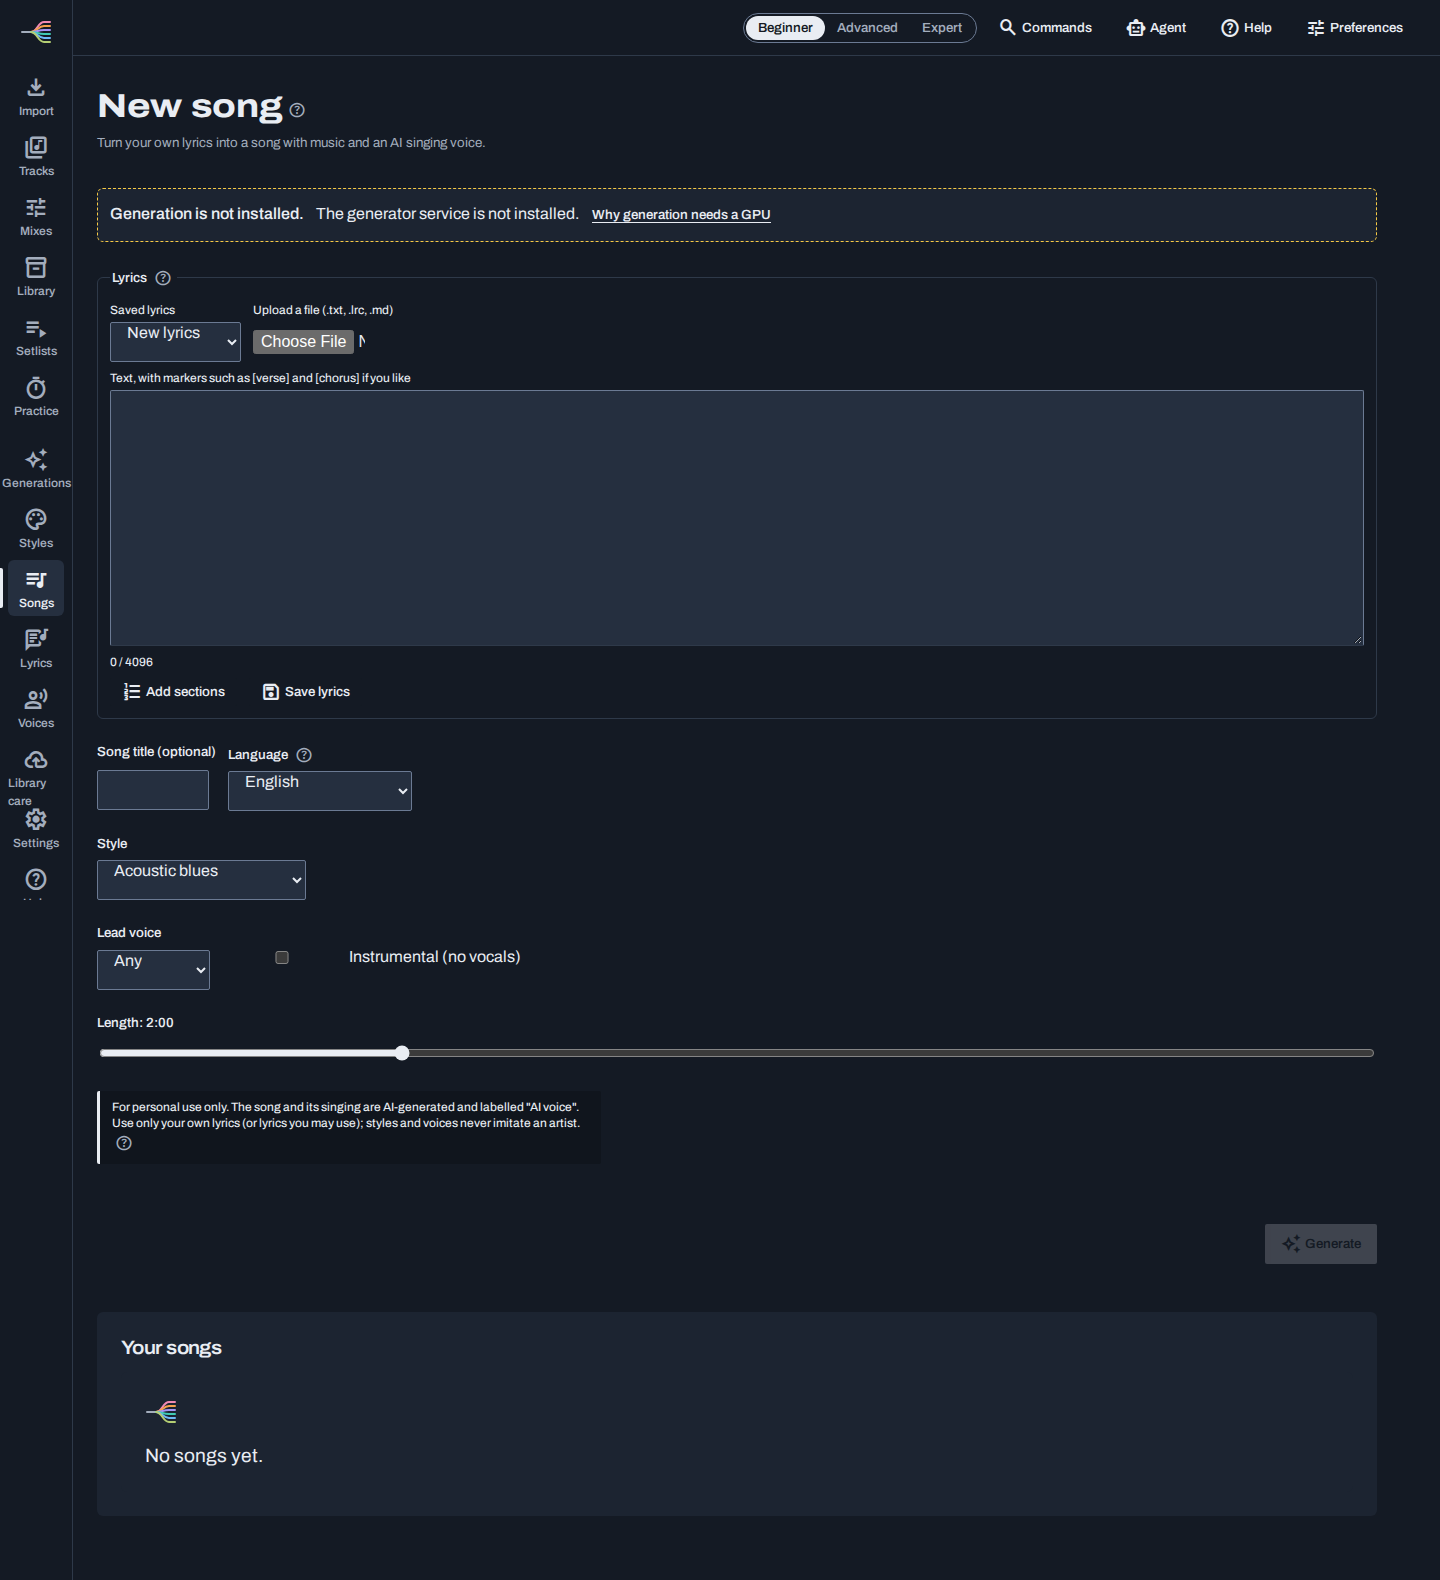 Beginner
Advanced
Expert
Commands
Agent
Help
Preferences
Import
Tracks
Mixes
Library
Setlists
Practice
Generations
Styles
Songs
Lyrics
Voices
Library
care
Settings
New song
Turn your own lyrics into a song with music and an AI singing voice.
Generation is not installed. The generator service is not installed. Why generation needs a GPU
Lyrics
Saved lyrics
Upload a file (.txt, .lrc, .md)
New lyrics
Choose File
Text, with markers such as [verse] and [chorus] if you like
0 / 4096
Add sections
Save lyrics
Song title (optional)
Language
English
Style
Acoustic blues
Lead voice
Any
Instrumental (no vocals)
Length: 2:00
For personal use only. The song and its singing are AI-generated and labelled "AI voice".
Use only your own lyrics (or lyrics you may use); styles and voices never imitate an artist.
Generate
Your songs
No songs yet.